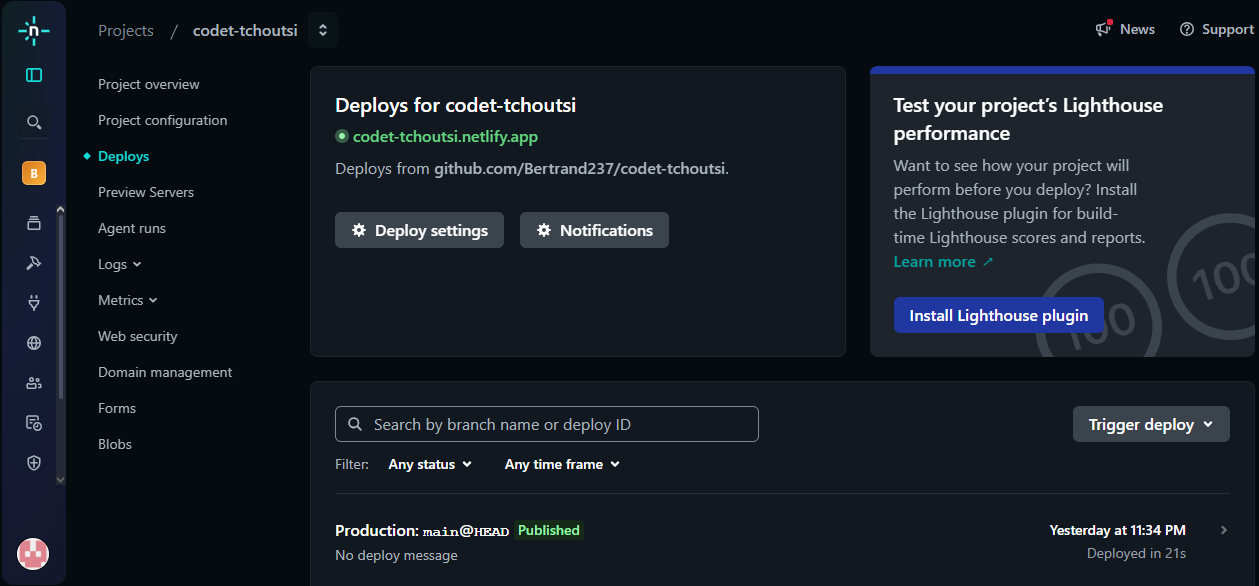 Projects / codet-tchoutsi
News
Support
B
Project overview
Project configuration
Deploys
Preview Servers
Agent runs
Logs
Metrics
Web security
Domain management
Forms
Blobs
Deploys for codet-tchoutsi
codet-tchoutsi.netlify.app
Deploys from github.com/Bertrand237/codet-tchoutsi.
Deploy settings
Notifications
Test your project's Lighthouse
performance
Want to see how your project will
perform before you deploy? Install
the Lighthouse plugin for build-
time Lighthouse scores and reports.
Learn more ↗
Install Lighthouse plugin
100
100
Search by branch name or deploy ID
Trigger deploy
Filter: Any status Any time frame
Production: main@HEAD Published
No deploy message
Yesterday at 11:34 PM
Deployed in 21s